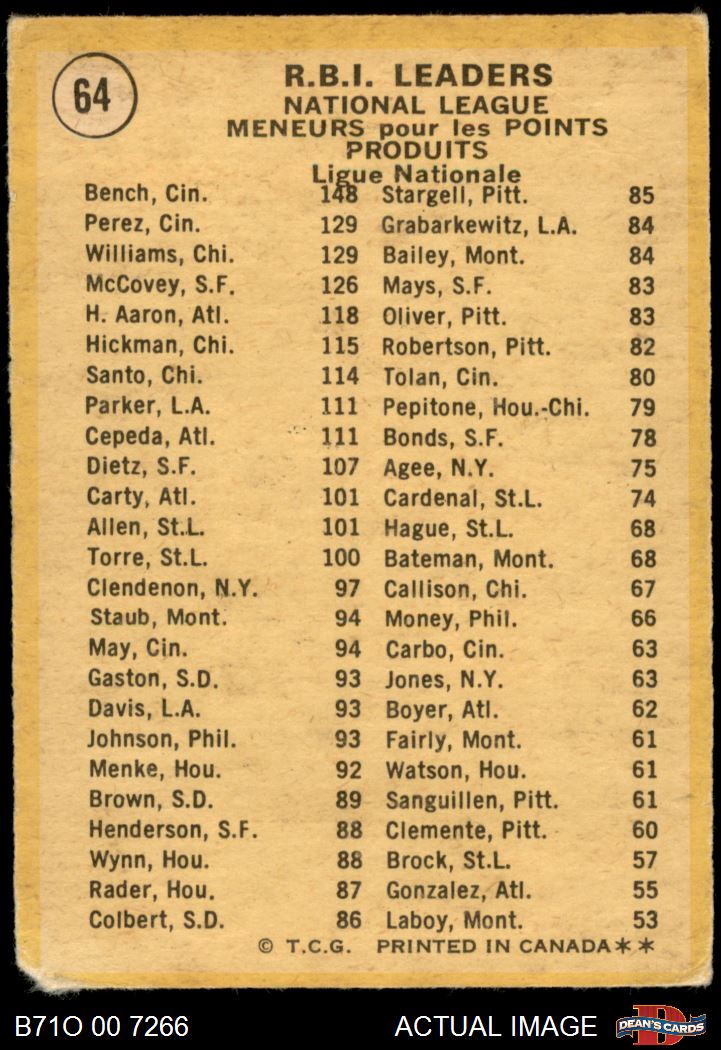 64
R.B.I. LEADERS
NATIONAL LEAGUE
MENEURS pour les POINTS
PRODUITS
Ligue Nationale
Bench, Cin. 148 Stargell, Pitt. 85
Perez, Cin. 129 Grabarkewitz, L.A. 84
Williams, Chi. 129 Bailey, Mont. 84
McCovey, S.F. 126 Mays, S.F. 83
H. Aaron, Atl. 118 Oliver, Pitt. 83
Hickman, Chi. 115 Robertson, Pitt. 82
Santo, Chi. 114 Tolan, Cin. 80
Parker, L.A. 111 Pepitone, Hou.-Chi. 79
Cepeda, Atl. 111 Bonds, S.F. 78
Dietz, S.F. 107 Agee, N.Y. 75
Carty, Atl. 101 Cardenal, St.L. 74
Allen, St.L. 101 Hague, St.L. 68
Torre, St.L. 100 Bateman, Mont. 68
Clendenon, N.Y. 97 Callison, Chi. 67
Staub, Mont. 94 Money, Phil. 66
May, Cin. 94 Carbo, Cin. 63
Gaston, S.D. 93 Jones, N.Y. 63
Davis, L.A. 93 Boyer, Atl. 62
Johnson, Phil. 93 Fairly, Mont. 61
Menke, Hou. 92 Watson, Hou. 61
Brown, S.D. 89 Sanguillen, Pitt. 61
Henderson, S.F. 88 Clemente, Pitt. 60
Wynn, Hou. 88 Brock, St.L. 57
Rader, Hou. 87 Gonzalez, Atl. 55
Colbert, S.D. 86 Laboy, Mont. 53
© T.C.G. PRINTED IN CANADA**
B71O 00 7266 ACTUAL IMAGE D DEAN'S CARDS